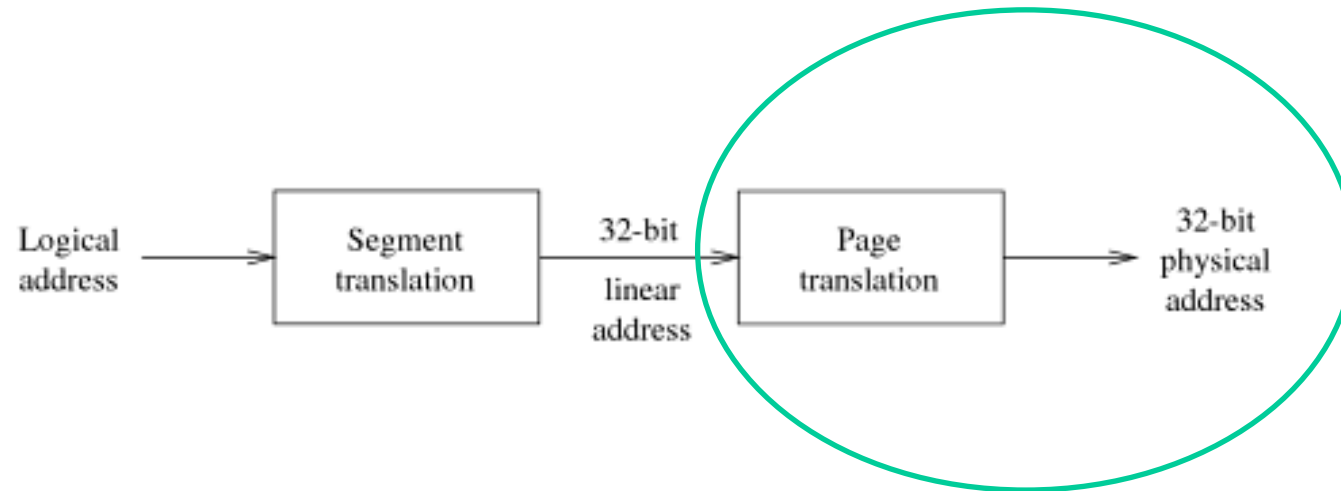 Logical
address
Segment
translation
32-bit
linear
address
Page
translation
32-bit
physical
address